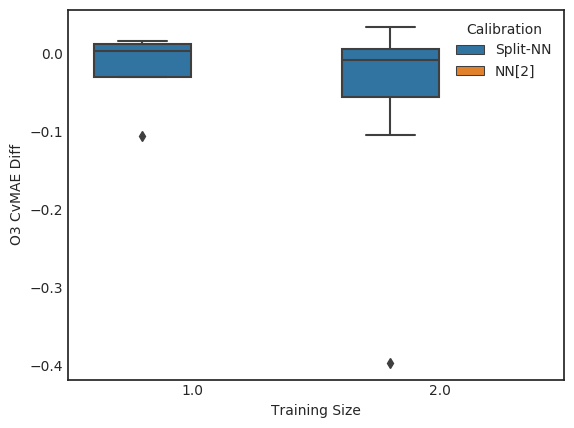 Calibration
Split-NN
NN[2]
0.0
−0.1
−0.2
−0.3
−0.4
O3 CvMAE Diff
1.0
2.0
Training Size